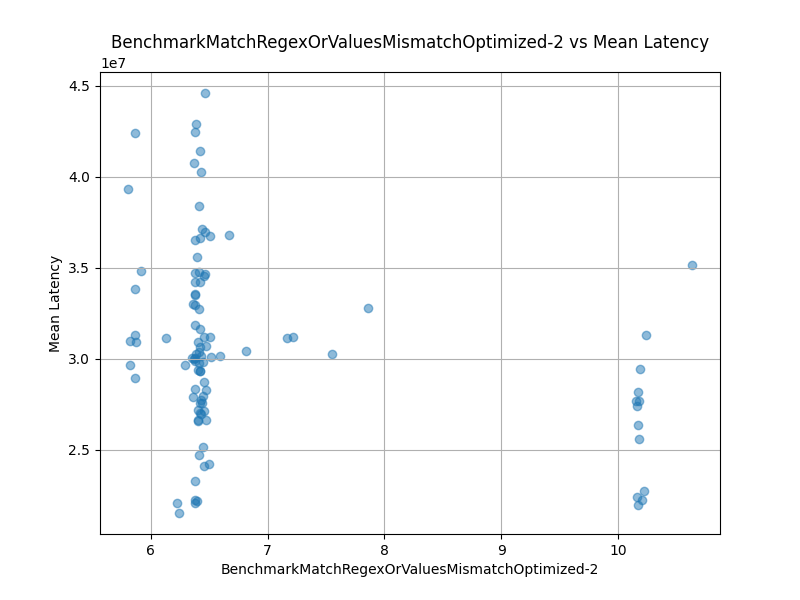 BenchmarkMatchRegexOrValuesMismatchOptimized-2 vs Mean Latency
1e7
4.5
4.0
3.5
3.0
2.5
Mean Latency
6 7 8 9 10
BenchmarkMatchRegexOrValuesMismatchOptimized-2